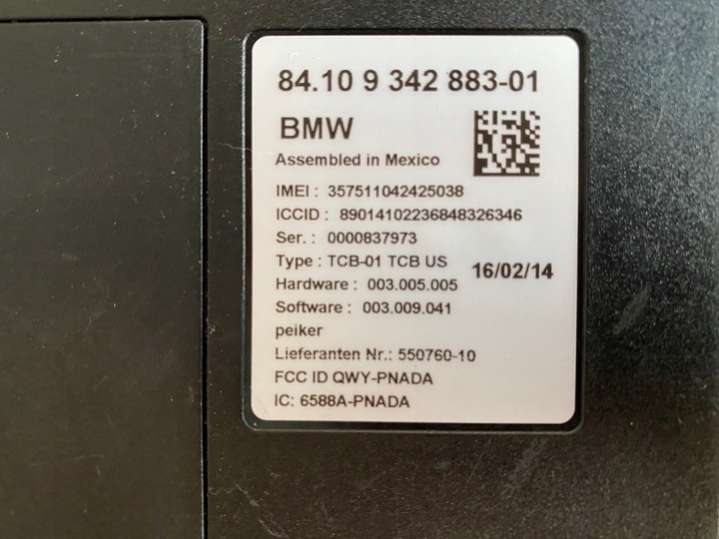 84.10 9 342 883-01
BMW
Assembled in Mexico
IMEI : 357511042425038
ICCID : 89014102236848326346
Ser. : 0000837973
Type : TCB-01 TCB US
16/02/14
Hardware : 003.005.005
Software : 003.009.041
peiker
Lieferanten Nr.: 550760-10
FCC ID QWY-PNADA
IC: 6588A-PNADA